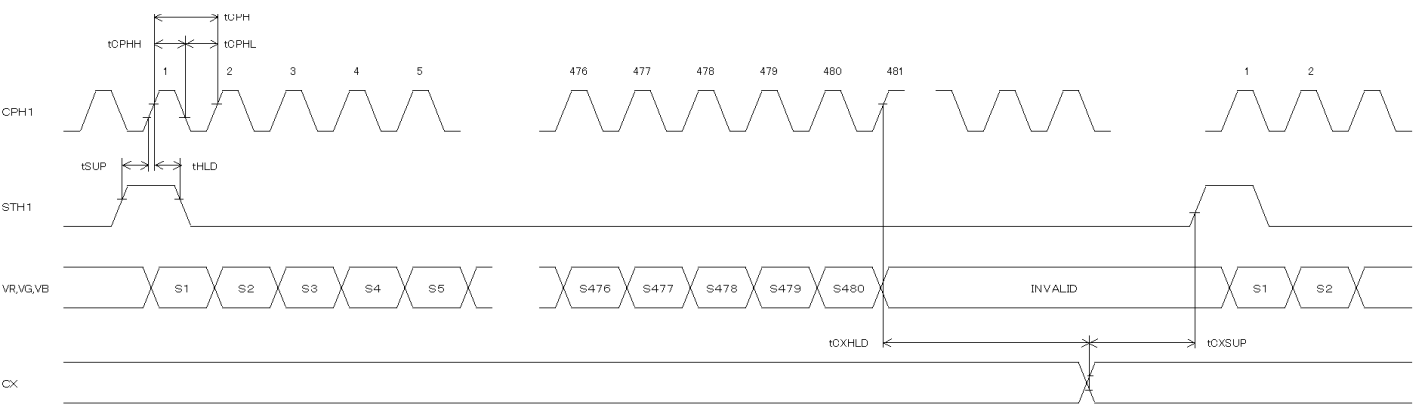 tCPH
tCPHH tCPHL
1 2 3 4 5 476 477 478 479 480 481 1 2
CPH1
tSUP tHLD
STH1
VR,VG,VB S1 S2 S3 S4 S5 S476 S477 S478 S479 S480 INVALID S1 S2
tCXHLD tCXSUP
CX